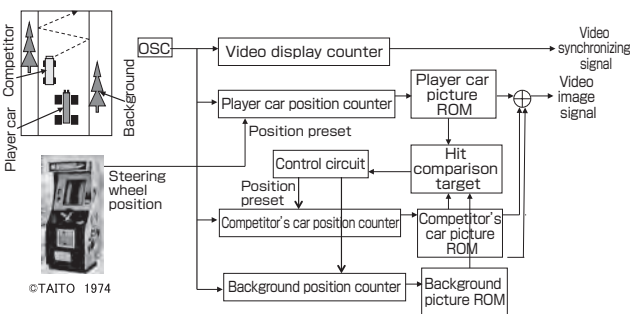 Competitor
Player car
Background
OSC
Video display counter
Video
synchronizing
signal
Player car position counter
Player car
picture
ROM
Video
image
signal
Position preset
Steering
wheel
position
Control circuit
Hit
comparison
target
Position
preset
Competitor's car position counter
Competitor's
car picture
ROM
Background position counter
Background
picture ROM
©TAITO 1974